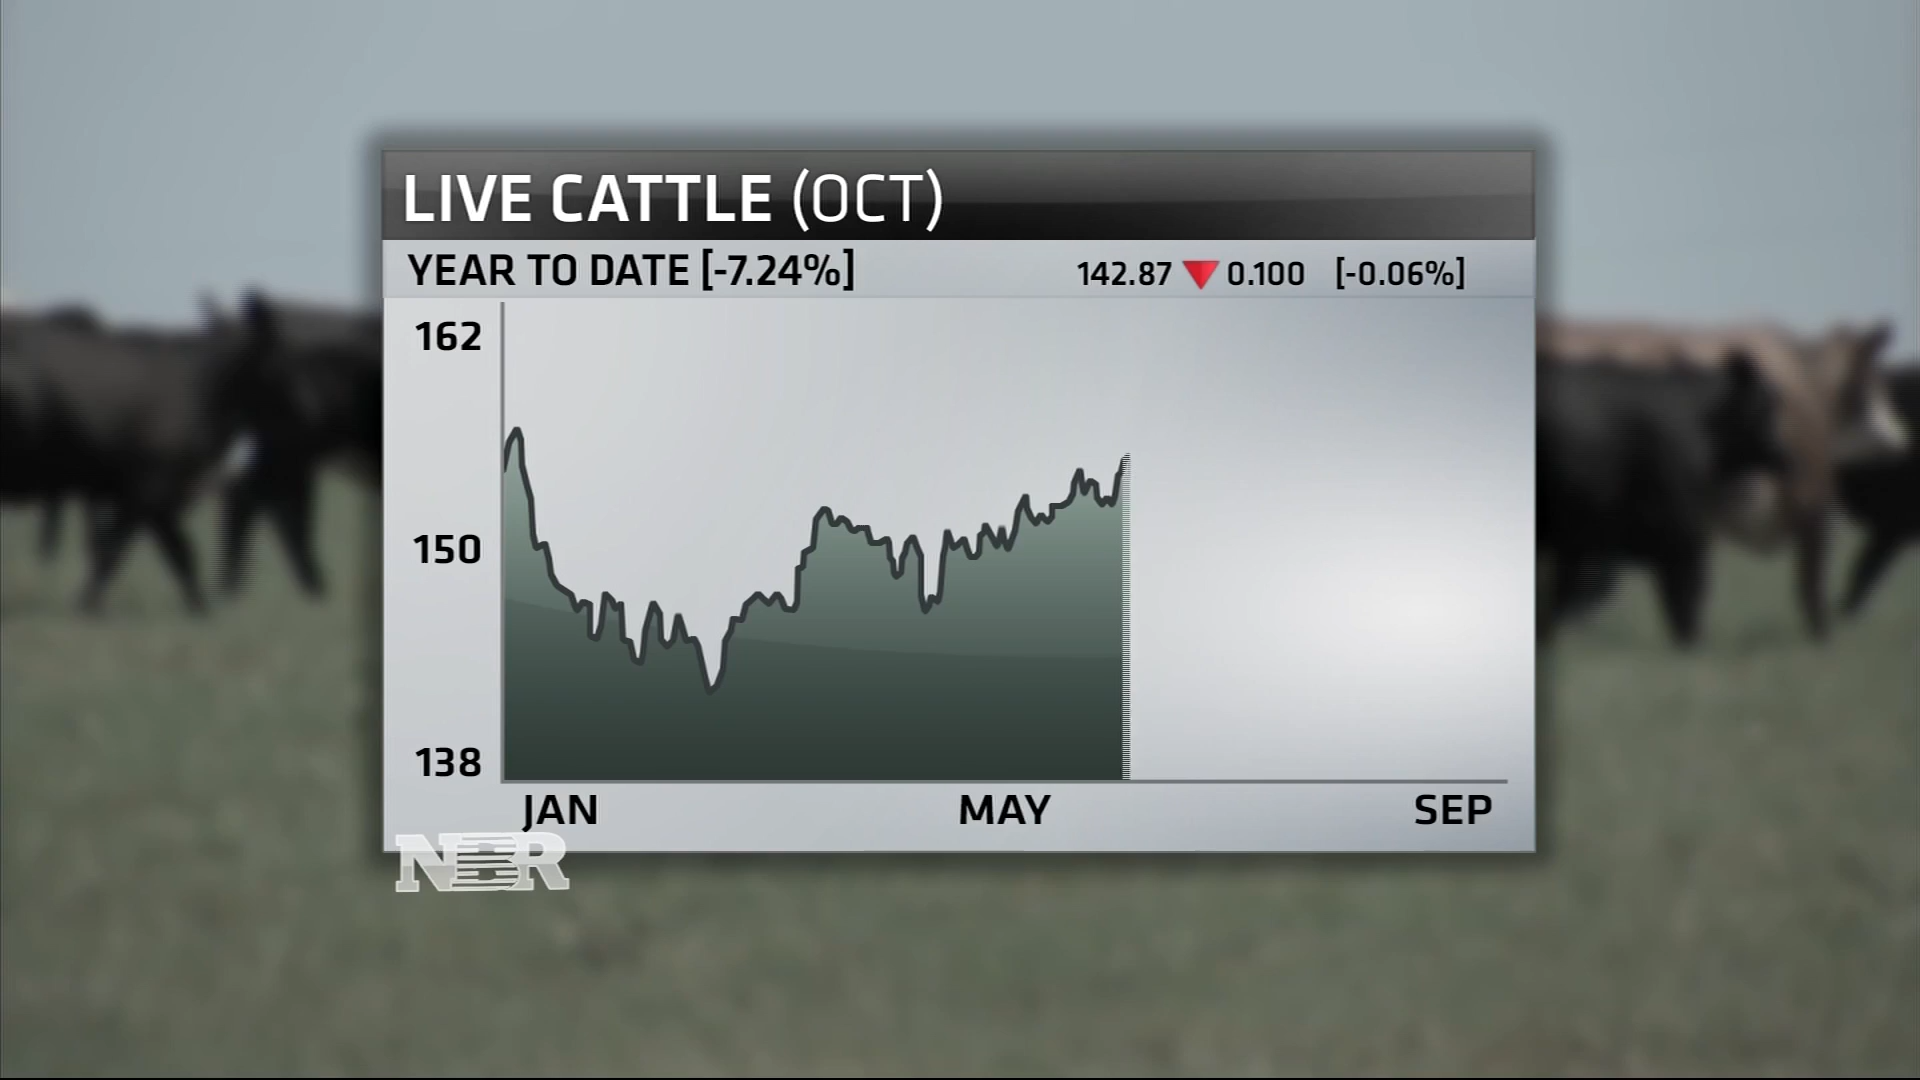 LIVE CATTLE (OCT)
YEAR TO DATE [-7.24%] 142.87 ▼ 0.100 [-0.06%]
162
150
138
JAN MAY SEP
NBR